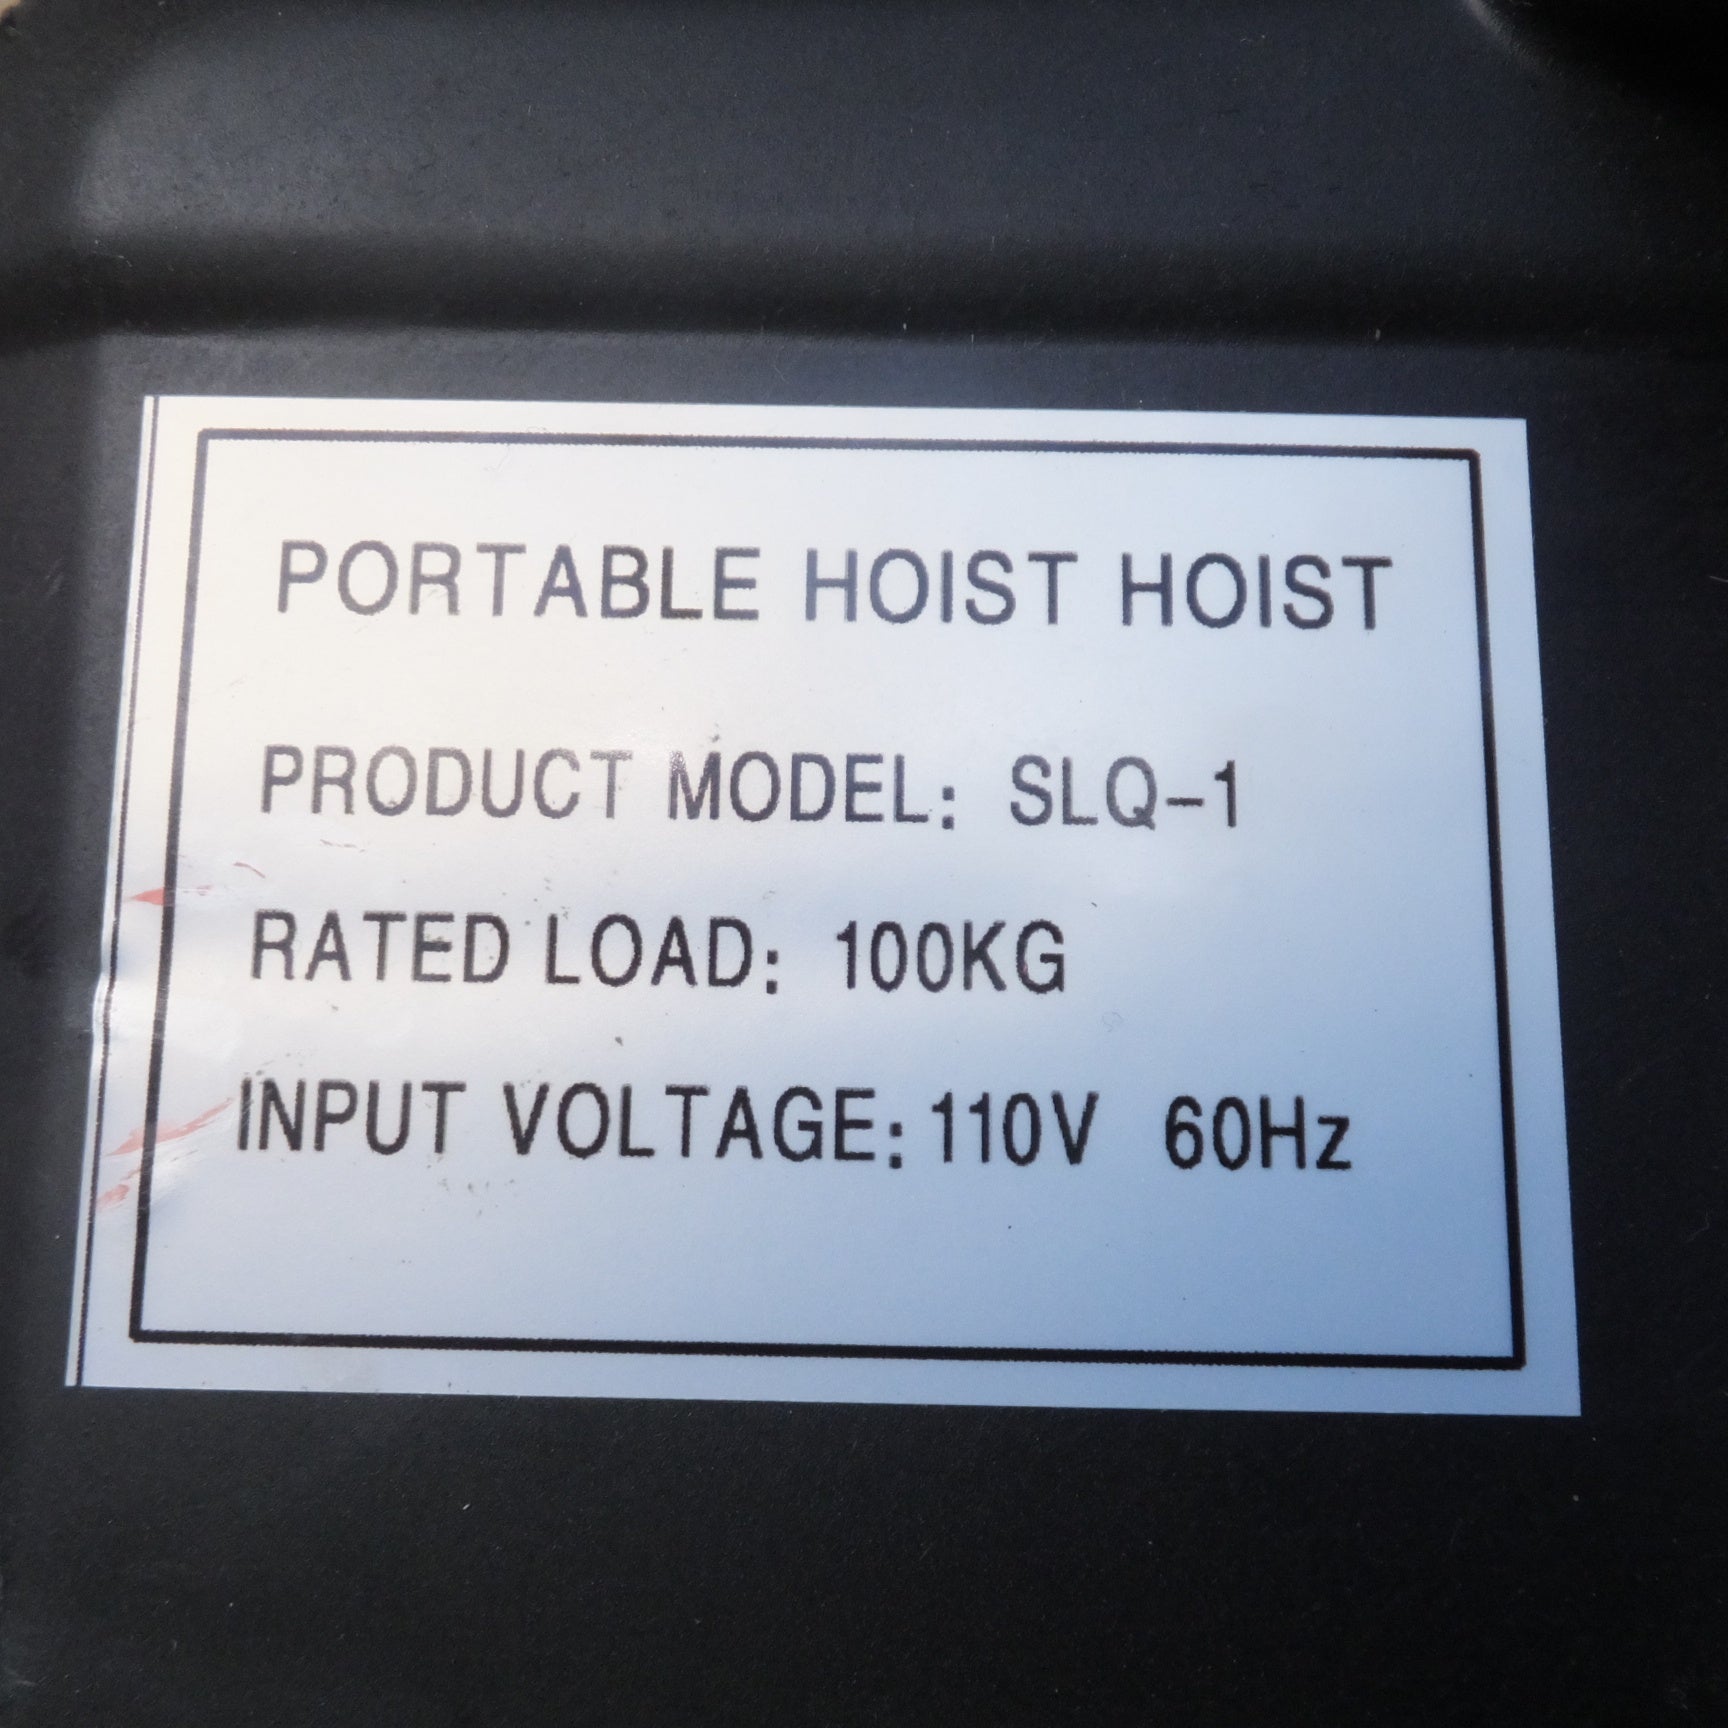 PORTABLE HOIST HOIST
PRODUCT MODEL: SLQ-1
RATED LOAD: 100KG
INPUT VOLTAGE: 110V 60Hz